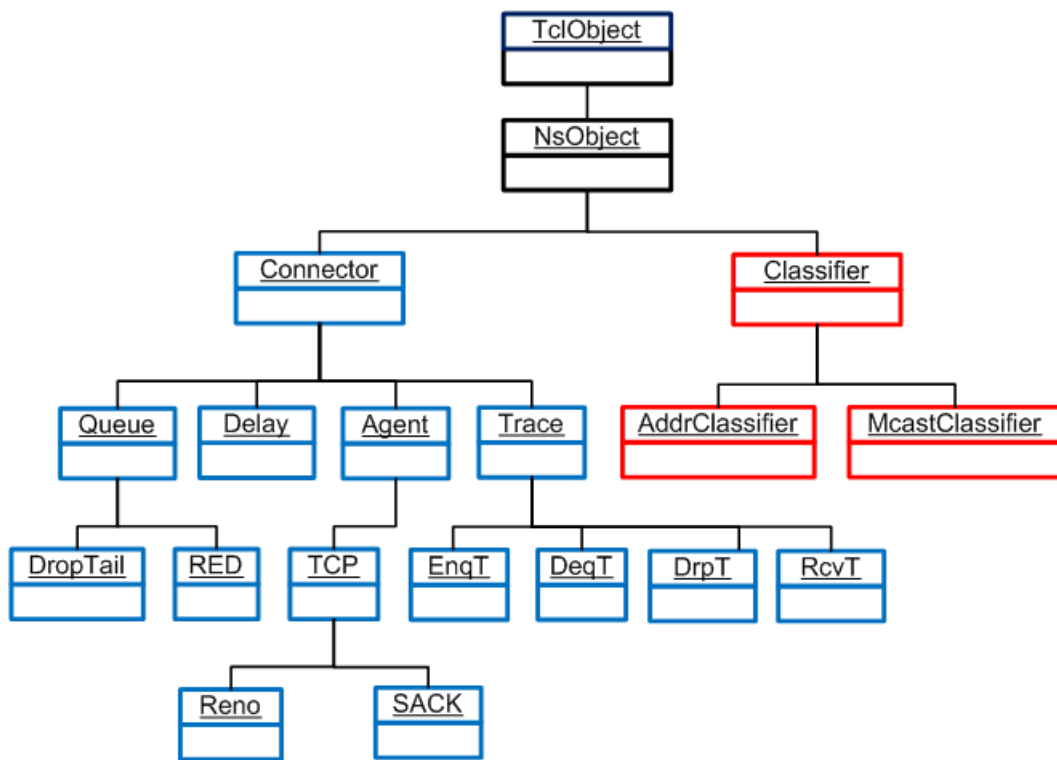 TclObject
NsObject
Connector
Classifier
Queue
Delay
Agent
Trace
AddrClassifier
McastClassifier
DropTail
RED
TCP
EnqT
DeqT
DrpT
RcvT
Reno
SACK